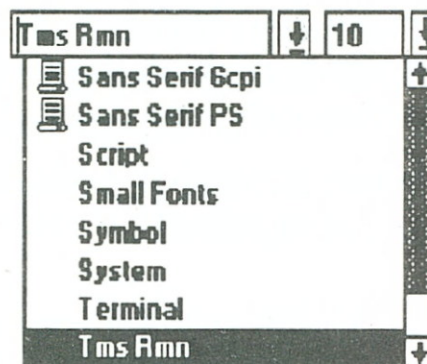 Tms Rmn 10
Sans Serif 6cpi
Sans Serif PS
Script
Small Fonts
Symbol
System
Terminal
Tms Rmn